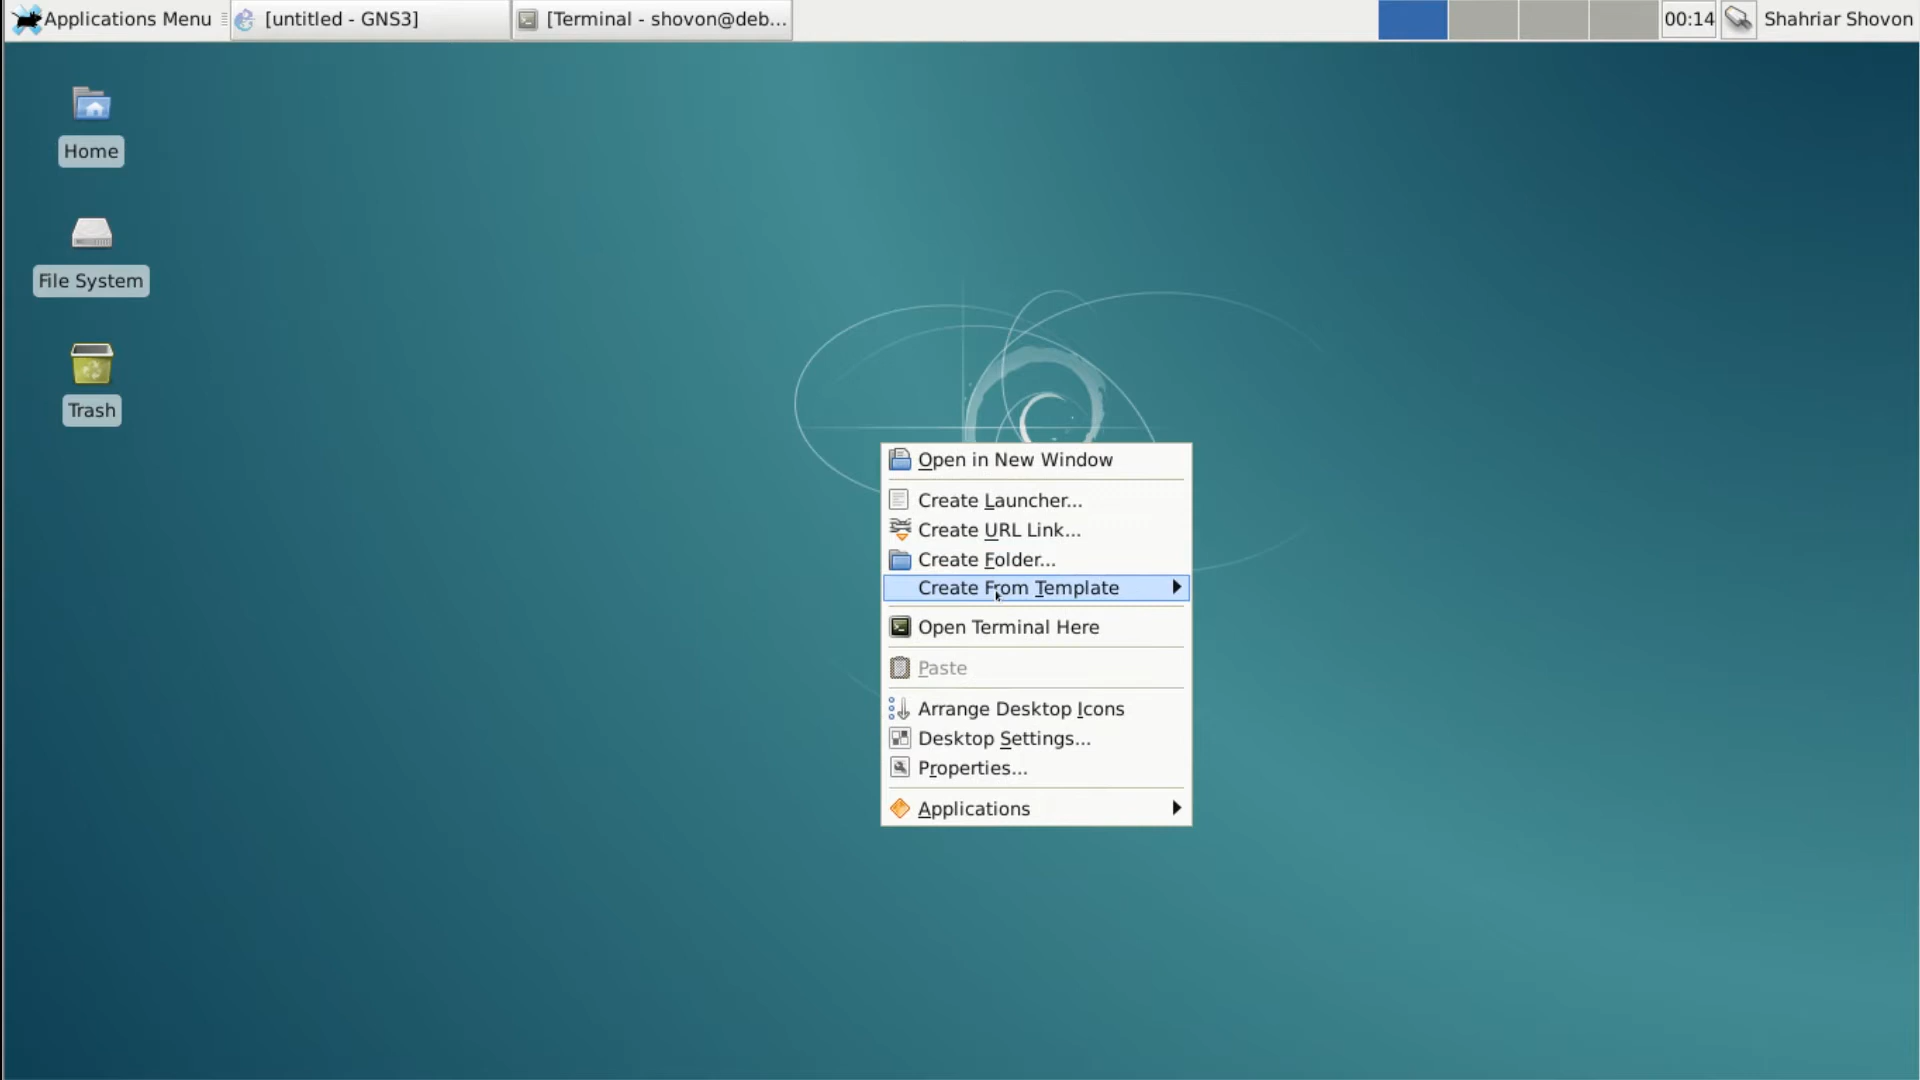 Applications Menu
[untitled - GNS3]
[Terminal - shovon@deb...
00:14
Shahriar Shovon
Home
File System
Trash
Open in New Window
Create Launcher...
Create URL Link...
Create Folder...
Create From Template
Open Terminal Here
Paste
Arrange Desktop Icons
Desktop Settings...
Properties...
Applications